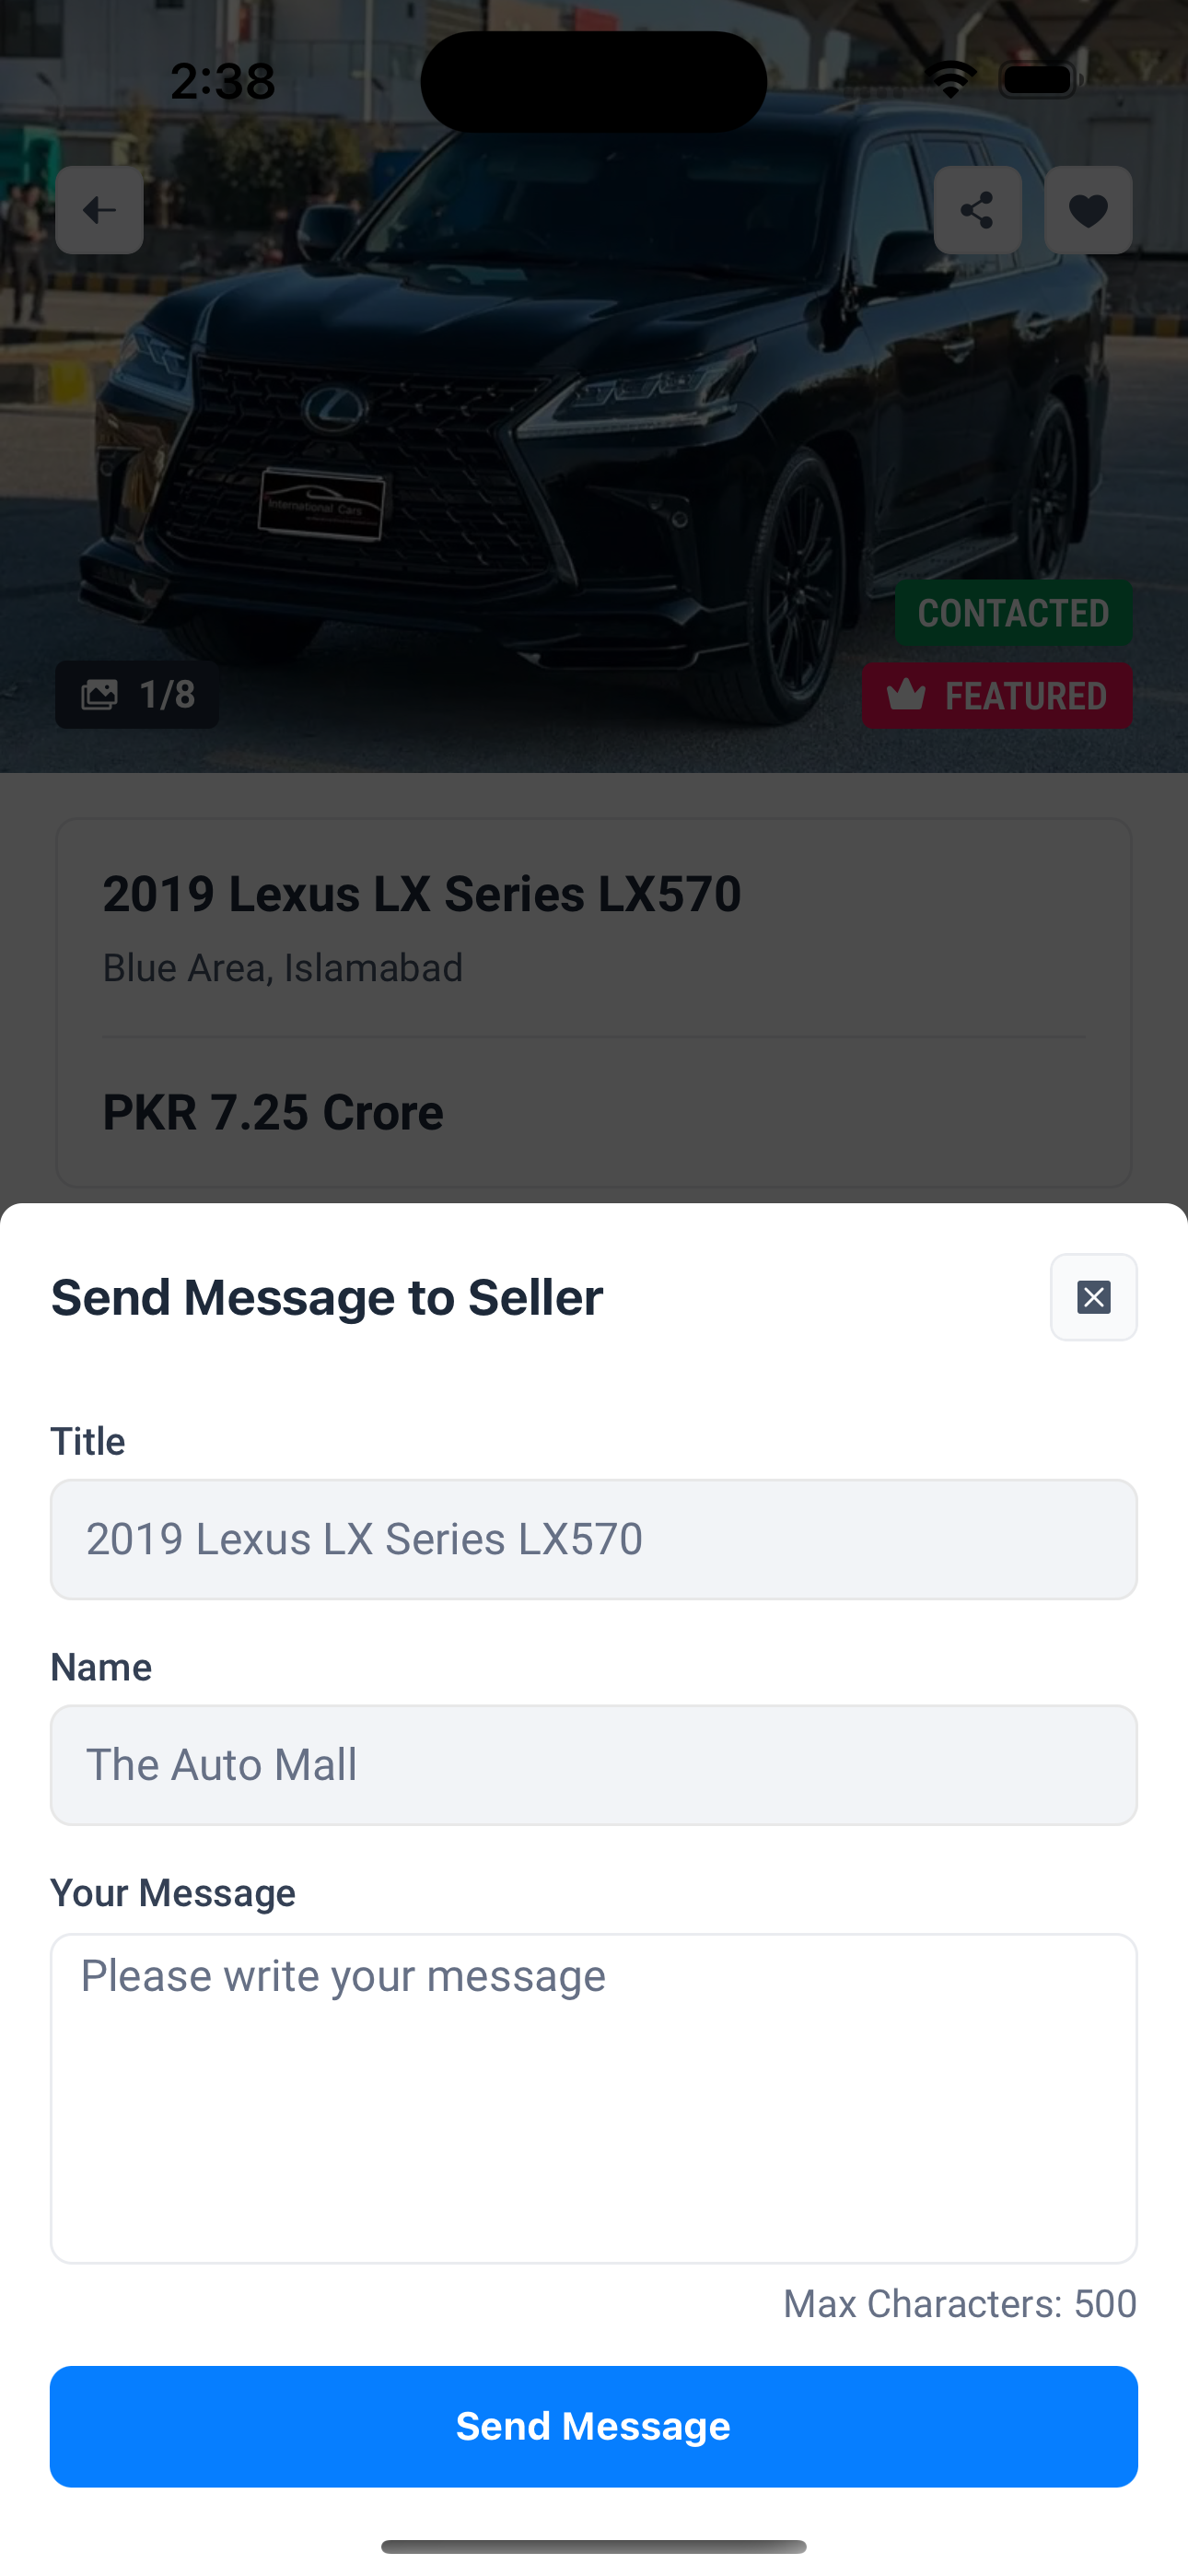 2:38
International Cars
CONTACTED
1/8
FEATURED
2019 Lexus LX Series LX570
Blue Area, Islamabad
PKR 7.25 Crore
Send Message to Seller
Title
2019 Lexus LX Series LX570
Name
The Auto Mall
Your Message
Please write your message
Max Characters: 500
Send Message